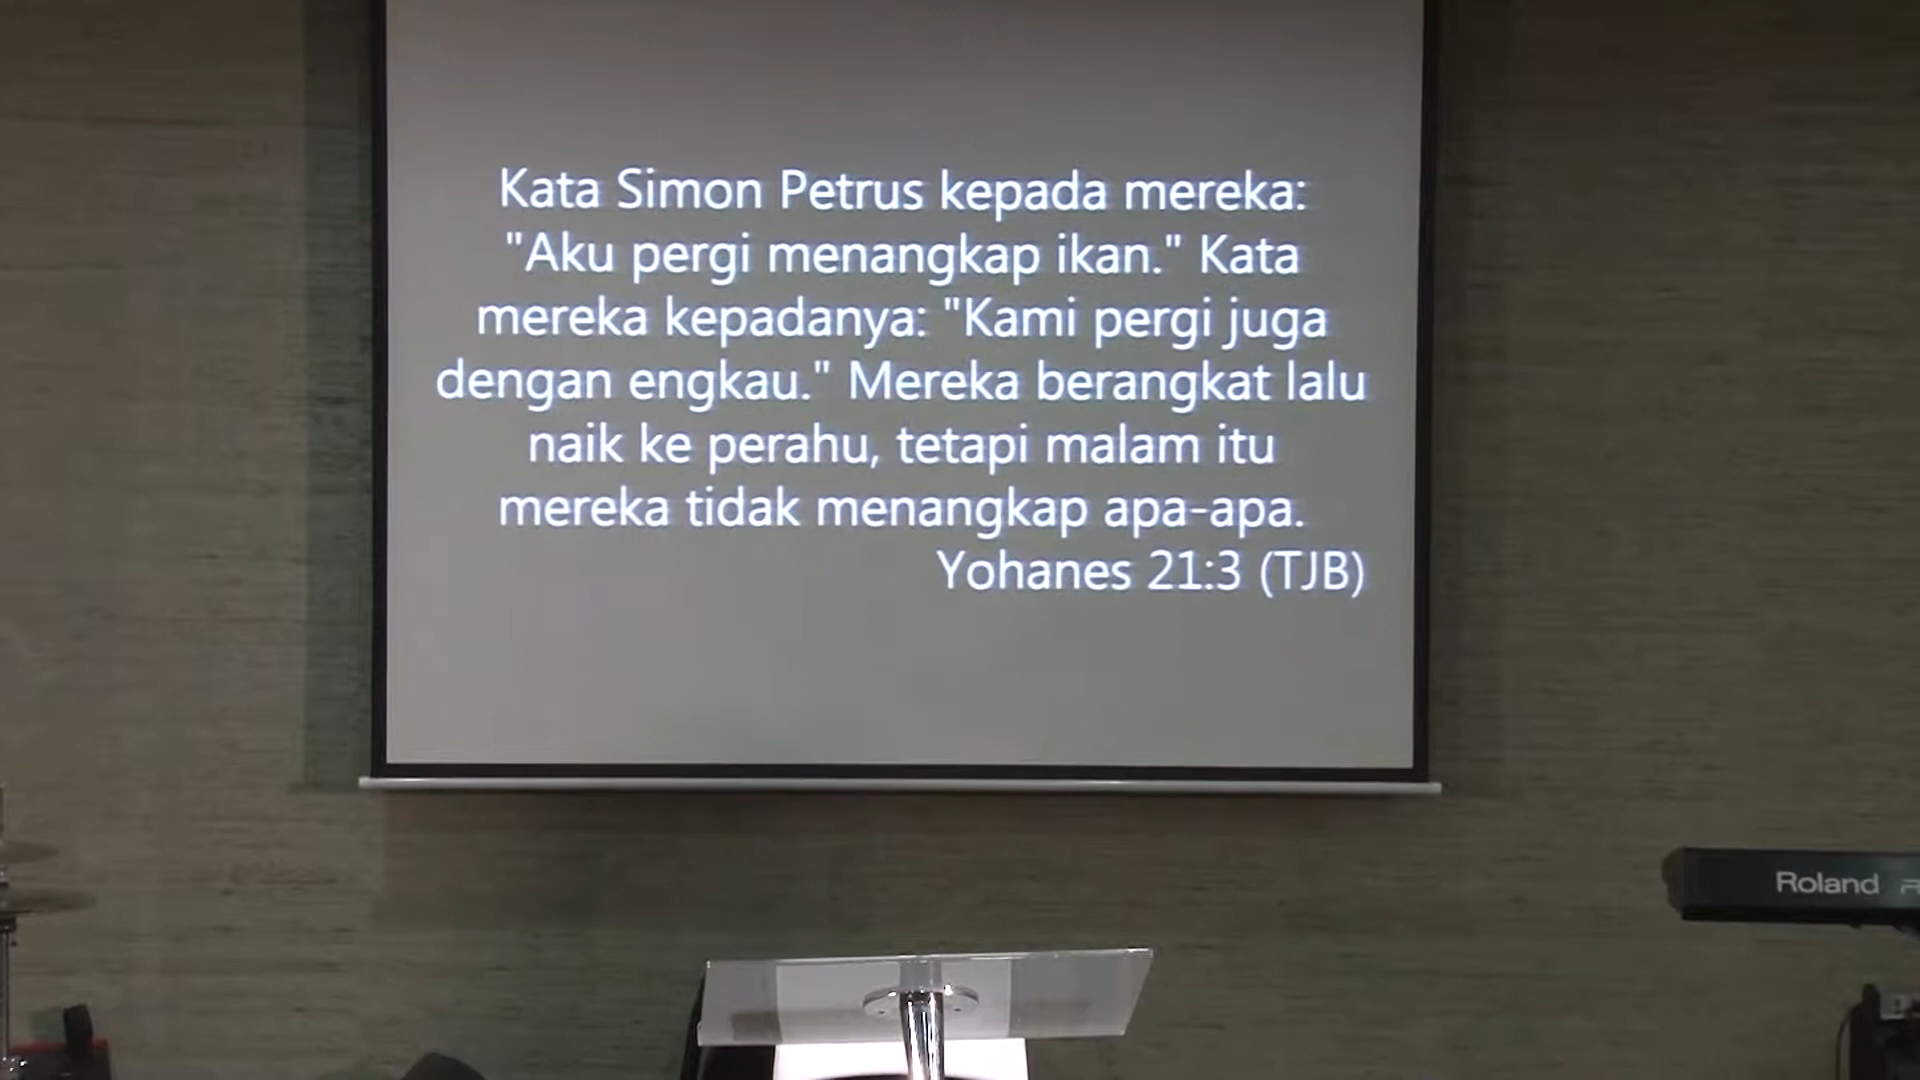 Kata Simon Petrus kepada mereka:
"Aku pergi menangkap ikan." Kata
mereka kepadanya: "Kami pergi juga
dengan engkau." Mereka berangkat lalu
naik ke perahu, tetapi malam itu
mereka tidak menangkap apa-apa.
Yohanes 21:3 (TJB)
Roland